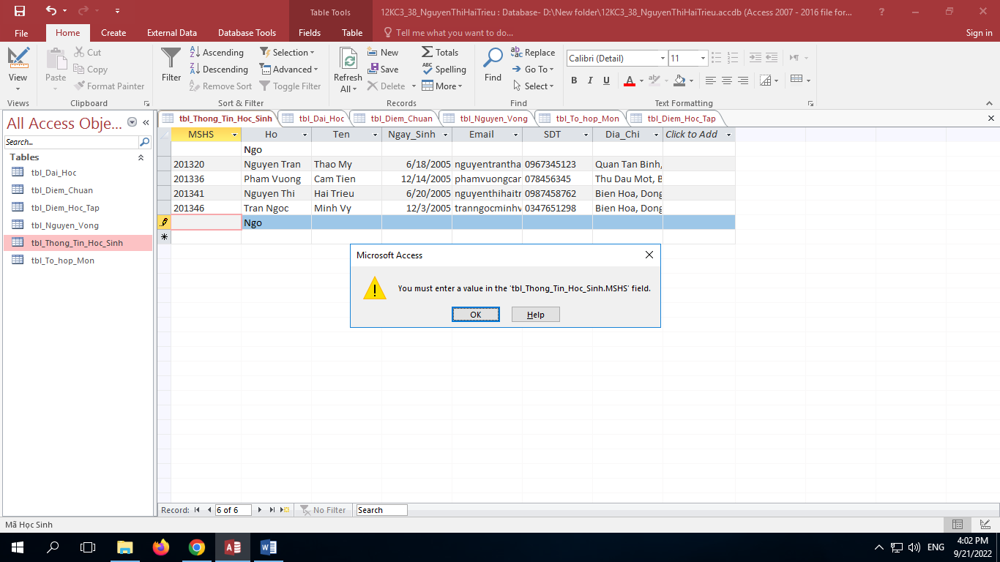 Table Tools
12KC3_38_NguyenThiHaiTrieu : Database- D:\New folder\12KC3_38_NguyenThiHaiTrieu.accdb (Access 2007 - 2016 file for...
?
File
Home
Create
External Data
Database Tools
Fields
Table
Tell me what you want to do...
Sign in
View
Paste
Cut
Copy
Format Painter
Filter
Ascending
Descending
Remove Sort
Selection
Advanced
Toggle Filter
Refresh All
New
Save
Delete
Totals
Spelling
More
Find
Replace
Go To
Select
Calibri (Detail)
11
B I U
Views
Clipboard
Sort & Filter
Records
Find
Text Formatting
All Access Obje...
Search...
Tables
tbl_Dai_Hoc
tbl_Diem_Chuan
tbl_Diem_Hoc_Tap
tbl_Nguyen_Vong
tbl_Thong_Tin_Hoc_Sinh
tbl_To_hop_Mon
tbl_Thong_Tin_Hoc_Sinh
tbl_Dai_Hoc
tbl_Diem_Chuan
tbl_Nguyen_Vong
tbl_To_hop_Mon
tbl_Diem_Hoc_Tap
MSHS Ho Ten Ngay_Sinh Email SDT Dia_Chi Click to Add
Ngo
201320 Nguyen Tran Thao My 6/18/2005 nguyentrantha 0967345123 Quan Tan Binh,
201336 Pham Vuong Cam Tien 12/14/2005 phamvuongcam 078456345 Thu Dau Mot, B
201341 Nguyen Thi Hai Trieu 6/20/2005 nguyenthihaitr 0987458762 Bien Hoa, Dong
201346 Tran Ngoc Minh Vy 12/3/2005 tranngocminhv 0347651298 Bien Hoa, Dong
Ngo
Microsoft Access
You must enter a value in the 'tbl_Thong_Tin_Hoc_Sinh.MSHS' field.
OK
Help
Record: 6 of 6 No Filter Search
Mã Học Sinh
ENG
4:02 PM
9/21/2022